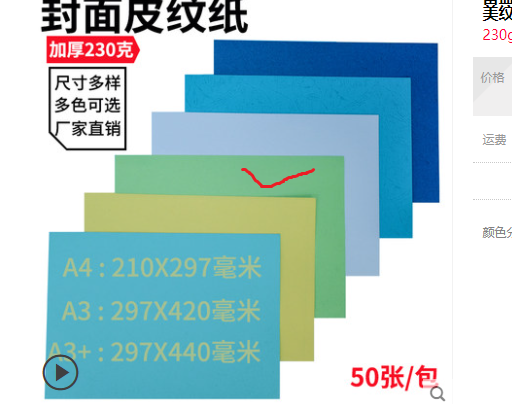 封面皮纹纸
加厚230克
尺寸多样
多色可选
厂家直销
A4：210X297毫米
A3：297X420毫米
A3+：297X440毫米
50张/包
230g
价格
运费
颜色分